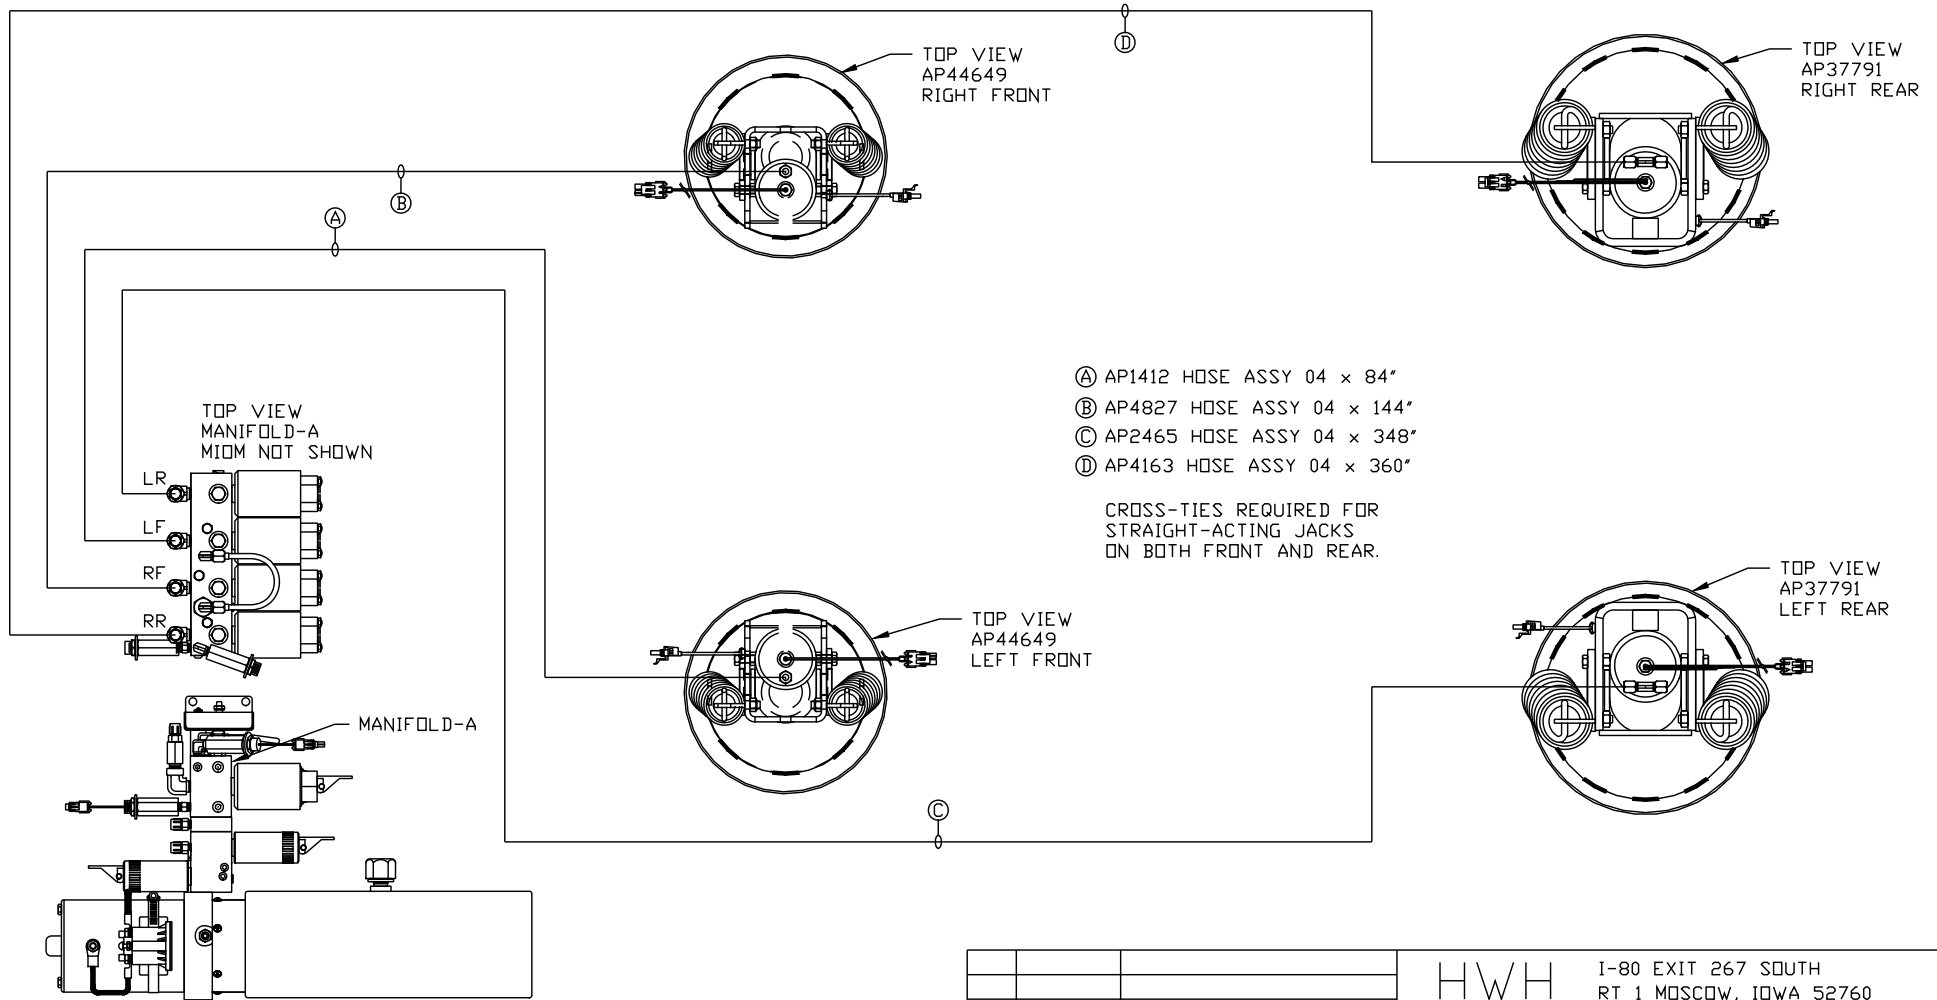 D
TOP VIEW
AP44649
RIGHT FRONT
TOP VIEW
AP37791
RIGHT REAR
B
A
TOP VIEW
MANIFOLD-A
MIOM NOT SHOWN
LR
LF
RF
RR
A AP1412 HOSE ASSY 04 x 84"
B AP4827 HOSE ASSY 04 x 144"
C AP2465 HOSE ASSY 04 x 348"
D AP4163 HOSE ASSY 04 x 360"
CROSS-TIES REQUIRED FOR
STRAIGHT-ACTING JACKS
ON BOTH FRONT AND REAR.
TOP VIEW
AP44649
LEFT FRONT
TOP VIEW
AP37791
LEFT REAR
MANIFOLD-A
C
HWH
I-80 EXIT 267 SOUTH
RT 1 MOSCOW, IOWA 52760